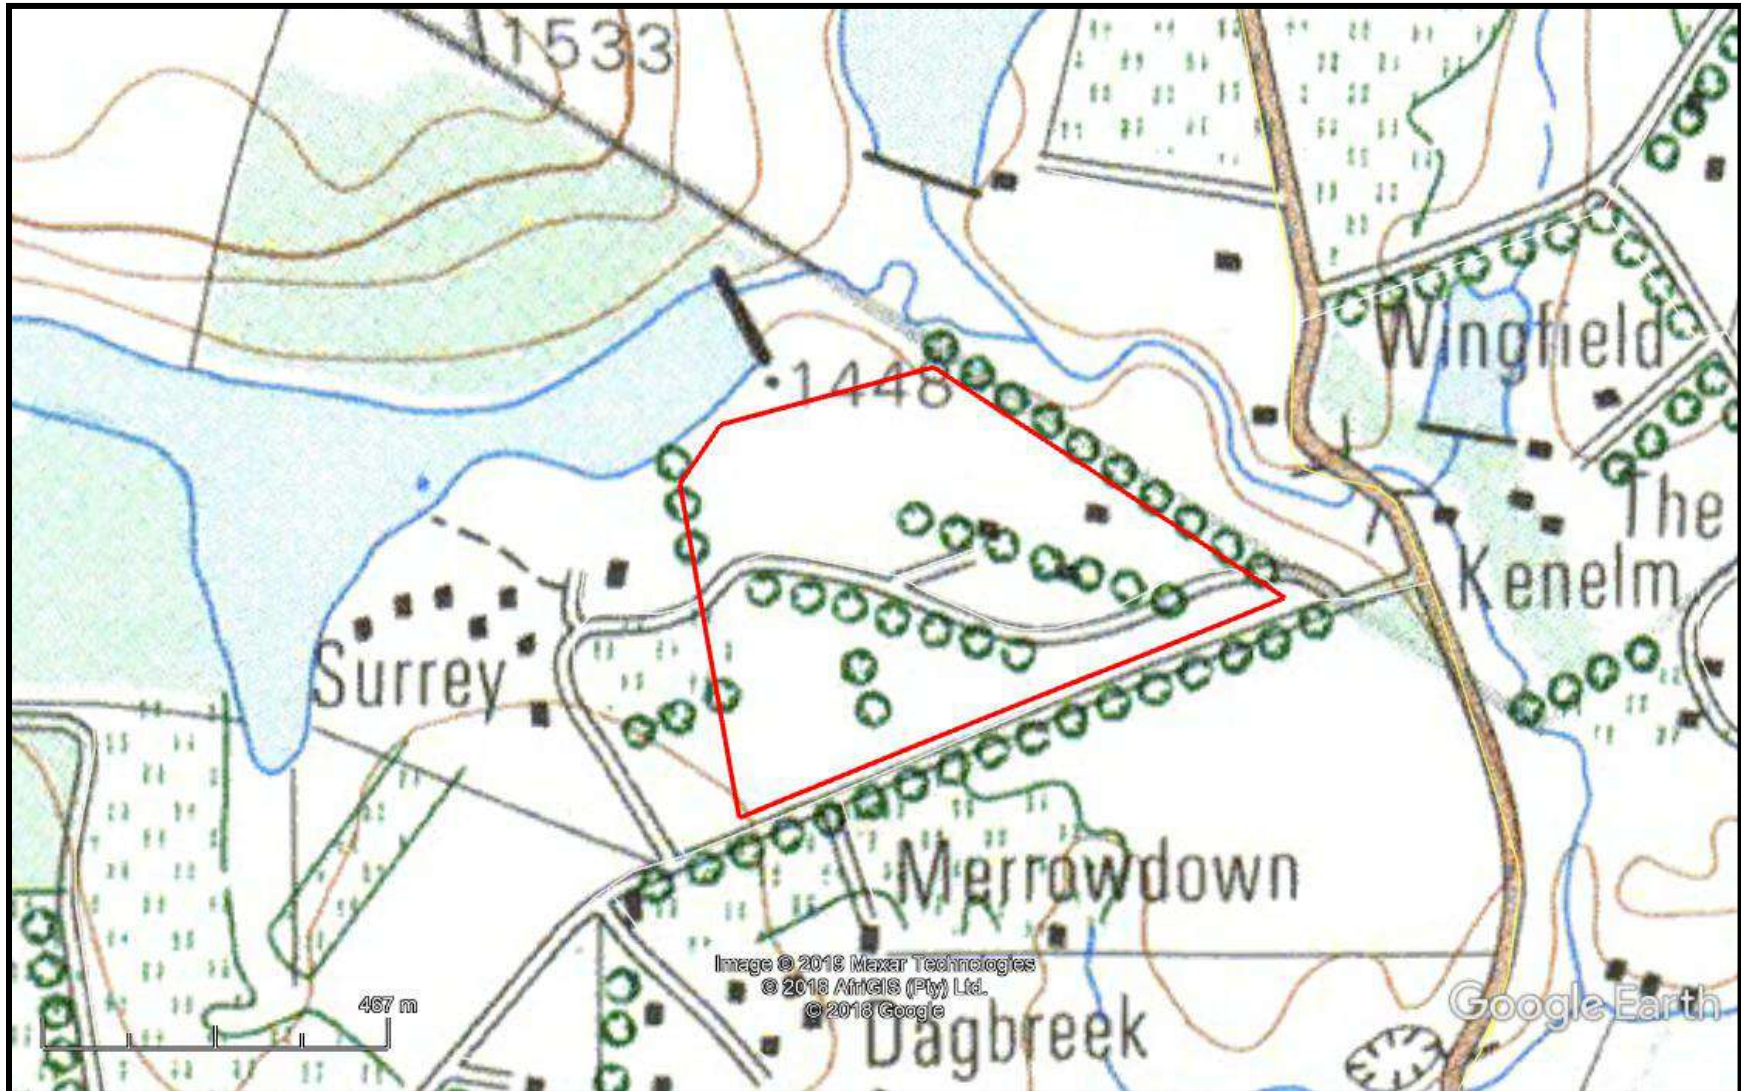 1533
Wingfield
1448
The
Kenelm
Surrey
Merrowdown
Image © 2019 Maxar Technologies
© 2018 AfriGIS (Pty) Ltd.
© 2018 Google
467 m
Google Earth
Dagbreek